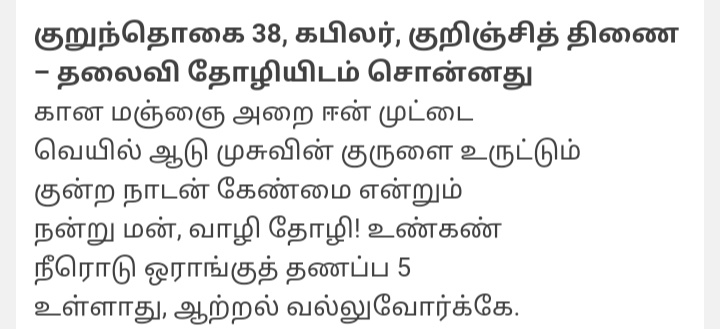 குறுந்தொகை 38, கபிலர், குறிஞ்சித் திணை
– தலைவி தோழியிடம் சொன்னது
கான மஞ்ஞை அறை ஈன் முட்டை
வெயில் ஆடு முசுவின் குருளை உருட்டும்
குன்ற நாடன் கேண்மை என்றும்
நன்று மன், வாழி தோழி! உண்கண்
நீரொடு ஒராங்குத் தணப்ப 5
உள்ளாது, ஆற்றல் வல்லுவோர்க்கே.